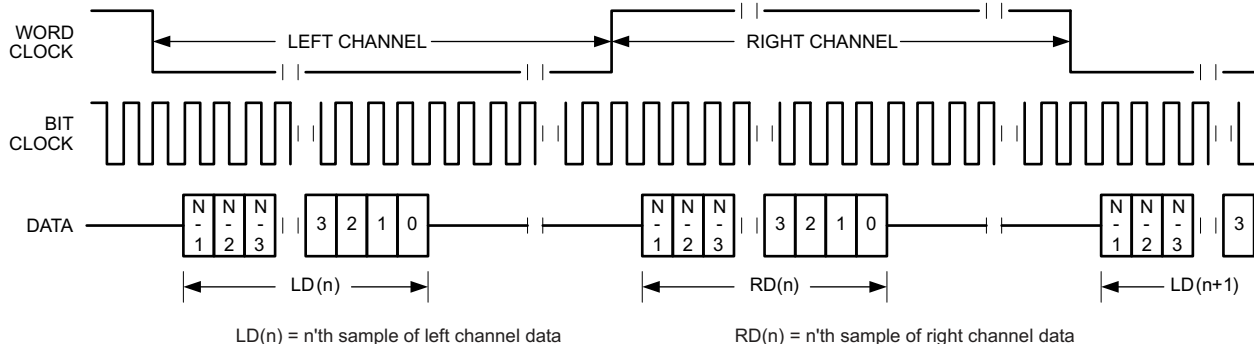 WORD
CLOCK
LEFT CHANNEL
RIGHT CHANNEL
BIT
CLOCK
DATA
N
-
1
N
-
2
N
-
3
3 2 1 0
N
-
1
N
-
2
N
-
3
3 2 1 0
N
-
1
N
-
2
N
-
3
3
LD(n)
RD(n)
LD(n+1)
LD(n) = n'th sample of left channel data
RD(n) = n'th sample of right channel data